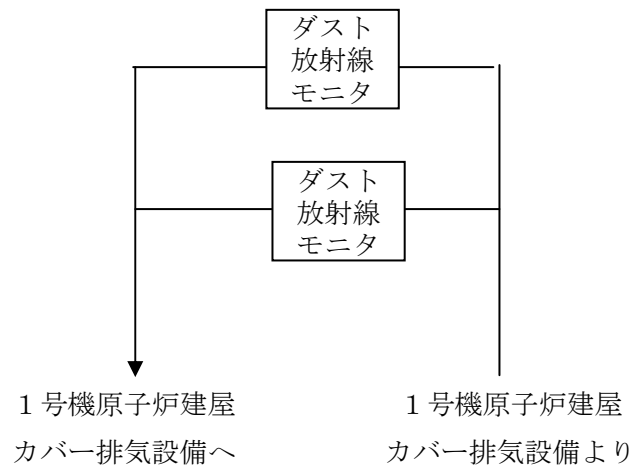 ダスト
放射線
モニタ
ダスト
放射線
モニタ
１号機原子炉建屋
カバー排気設備へ
１号機原子炉建屋
カバー排気設備より